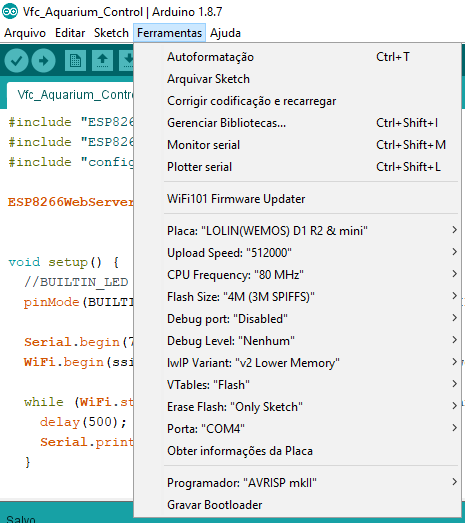 Vfc_Aquarium_Control | Arduino 1.8.7
Arquivo Editar Sketch Ferramentas Ajuda
Vfc_Aquarium_Contro
Autoformatação Ctrl+T
Arquivar Sketch
Corrigir codificação e recarregar
Gerenciar Bibliotecas... Ctrl+Shift+I
Monitor serial Ctrl+Shift+M
Plotter serial Ctrl+Shift+L
WiFi101 Firmware Updater
Placa: "LOLIN(WEMOS) D1 R2 & mini"
Upload Speed: "512000"
CPU Frequency: "80 MHz"
Flash Size: "4M (3M SPIFFS)"
Debug port: "Disabled"
Debug Level: "Nenhum"
IwIP Variant: "v2 Lower Memory"
VTables: "Flash"
Erase Flash: "Only Sketch"
Porta: "COM4"
Obter informações da Placa
Programador: "AVRISP mkII"
Gravar Bootloader
#include "ESP8266
#include "ESP82
#include "config
ESP8266WebServer
void setup() {
//BUILTIN_LED
pinMode(BUILTI
Serial.begin(7
WiFi.begin(ssi
while (WiFi.st
delay(500);
Serial.print
}
Salvo